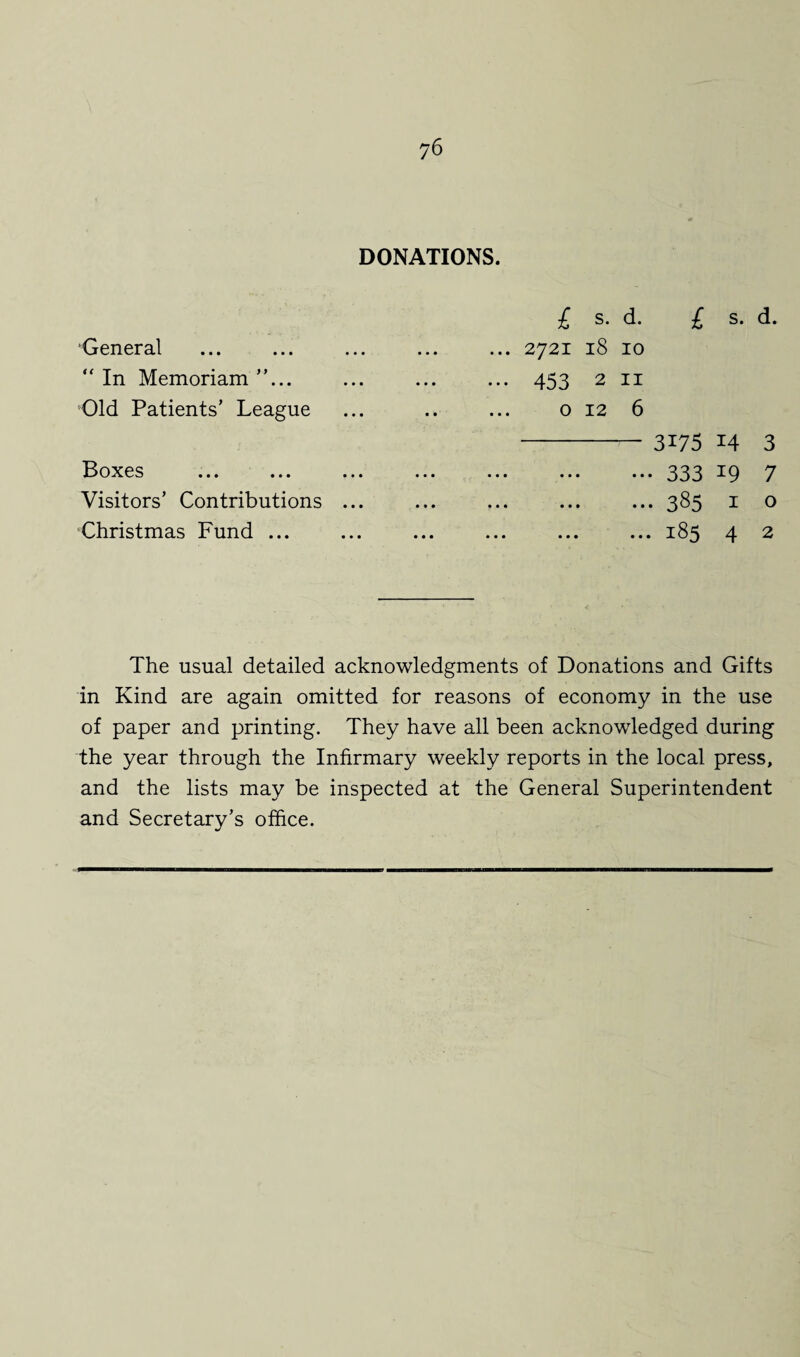 76
DONATIONS.
£ s. d. £ s. d.
General ... ... ... ... ... 2721 18 10
“ In Memoriam ”... ... ... ... 453 2 11
Old Patients’ League ... .. ... 0 12 6
3175 14 3
Boxes ... ... ... ... ... ... ... 333 19 7
Visitors’ Contributions ... ... ... ... ... 385 1 0
Christmas Fund ... ... ... ... ... ... 185 4 2
The usual detailed acknowledgments of Donations and Gifts
in Kind are again omitted for reasons of economy in the use
of paper and printing. They have all been acknowledged during
the year through the Infirmary weekly reports in the local press,
and the lists may be inspected at the General Superintendent
and Secretary’s office.